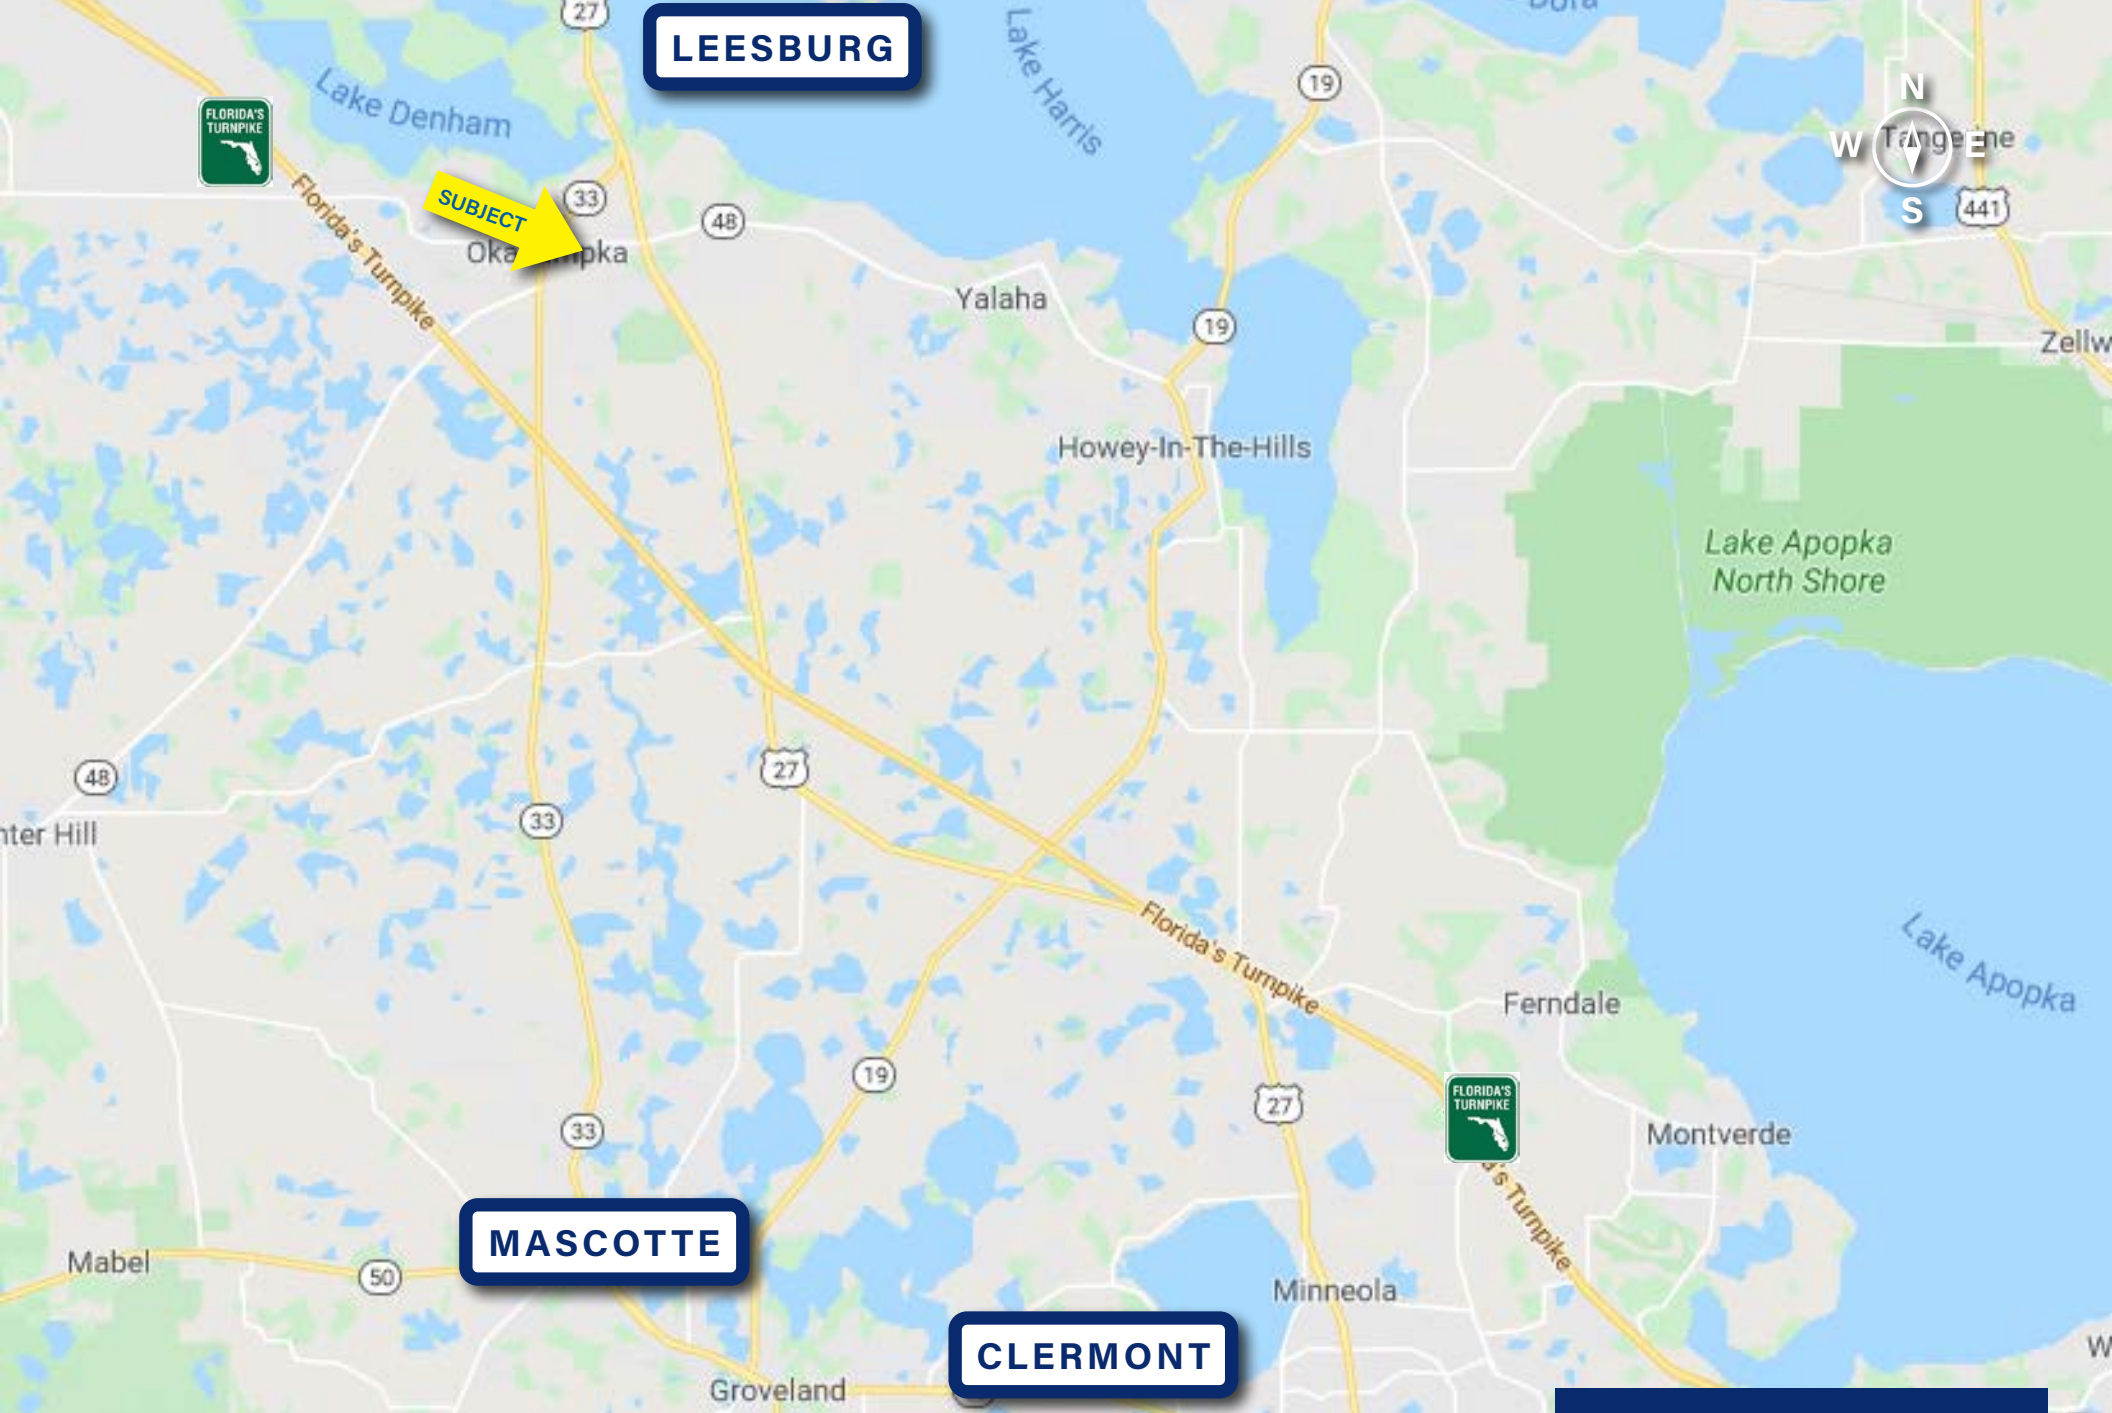 27
LEESBURG
Lake Harris
19
Lake Denham
FLORIDA'S
TURNPIKE
N
W
E
S
Tangerine
441
33
SUBJECT
48
Florida's Turnpike
Yalaha
19
Zellw
Howey-In-The-Hills
Lake Apopka
North Shore
27
48
33
nter Hill
Florida's Turnpike
Lake Apopka
Ferndale
19
27
FLORIDA'S
TURNPIKE
33
Montverde
's Turnpike
MASCOTTE
Mabel
50
Minneola
CLERMONT
Groveland
W